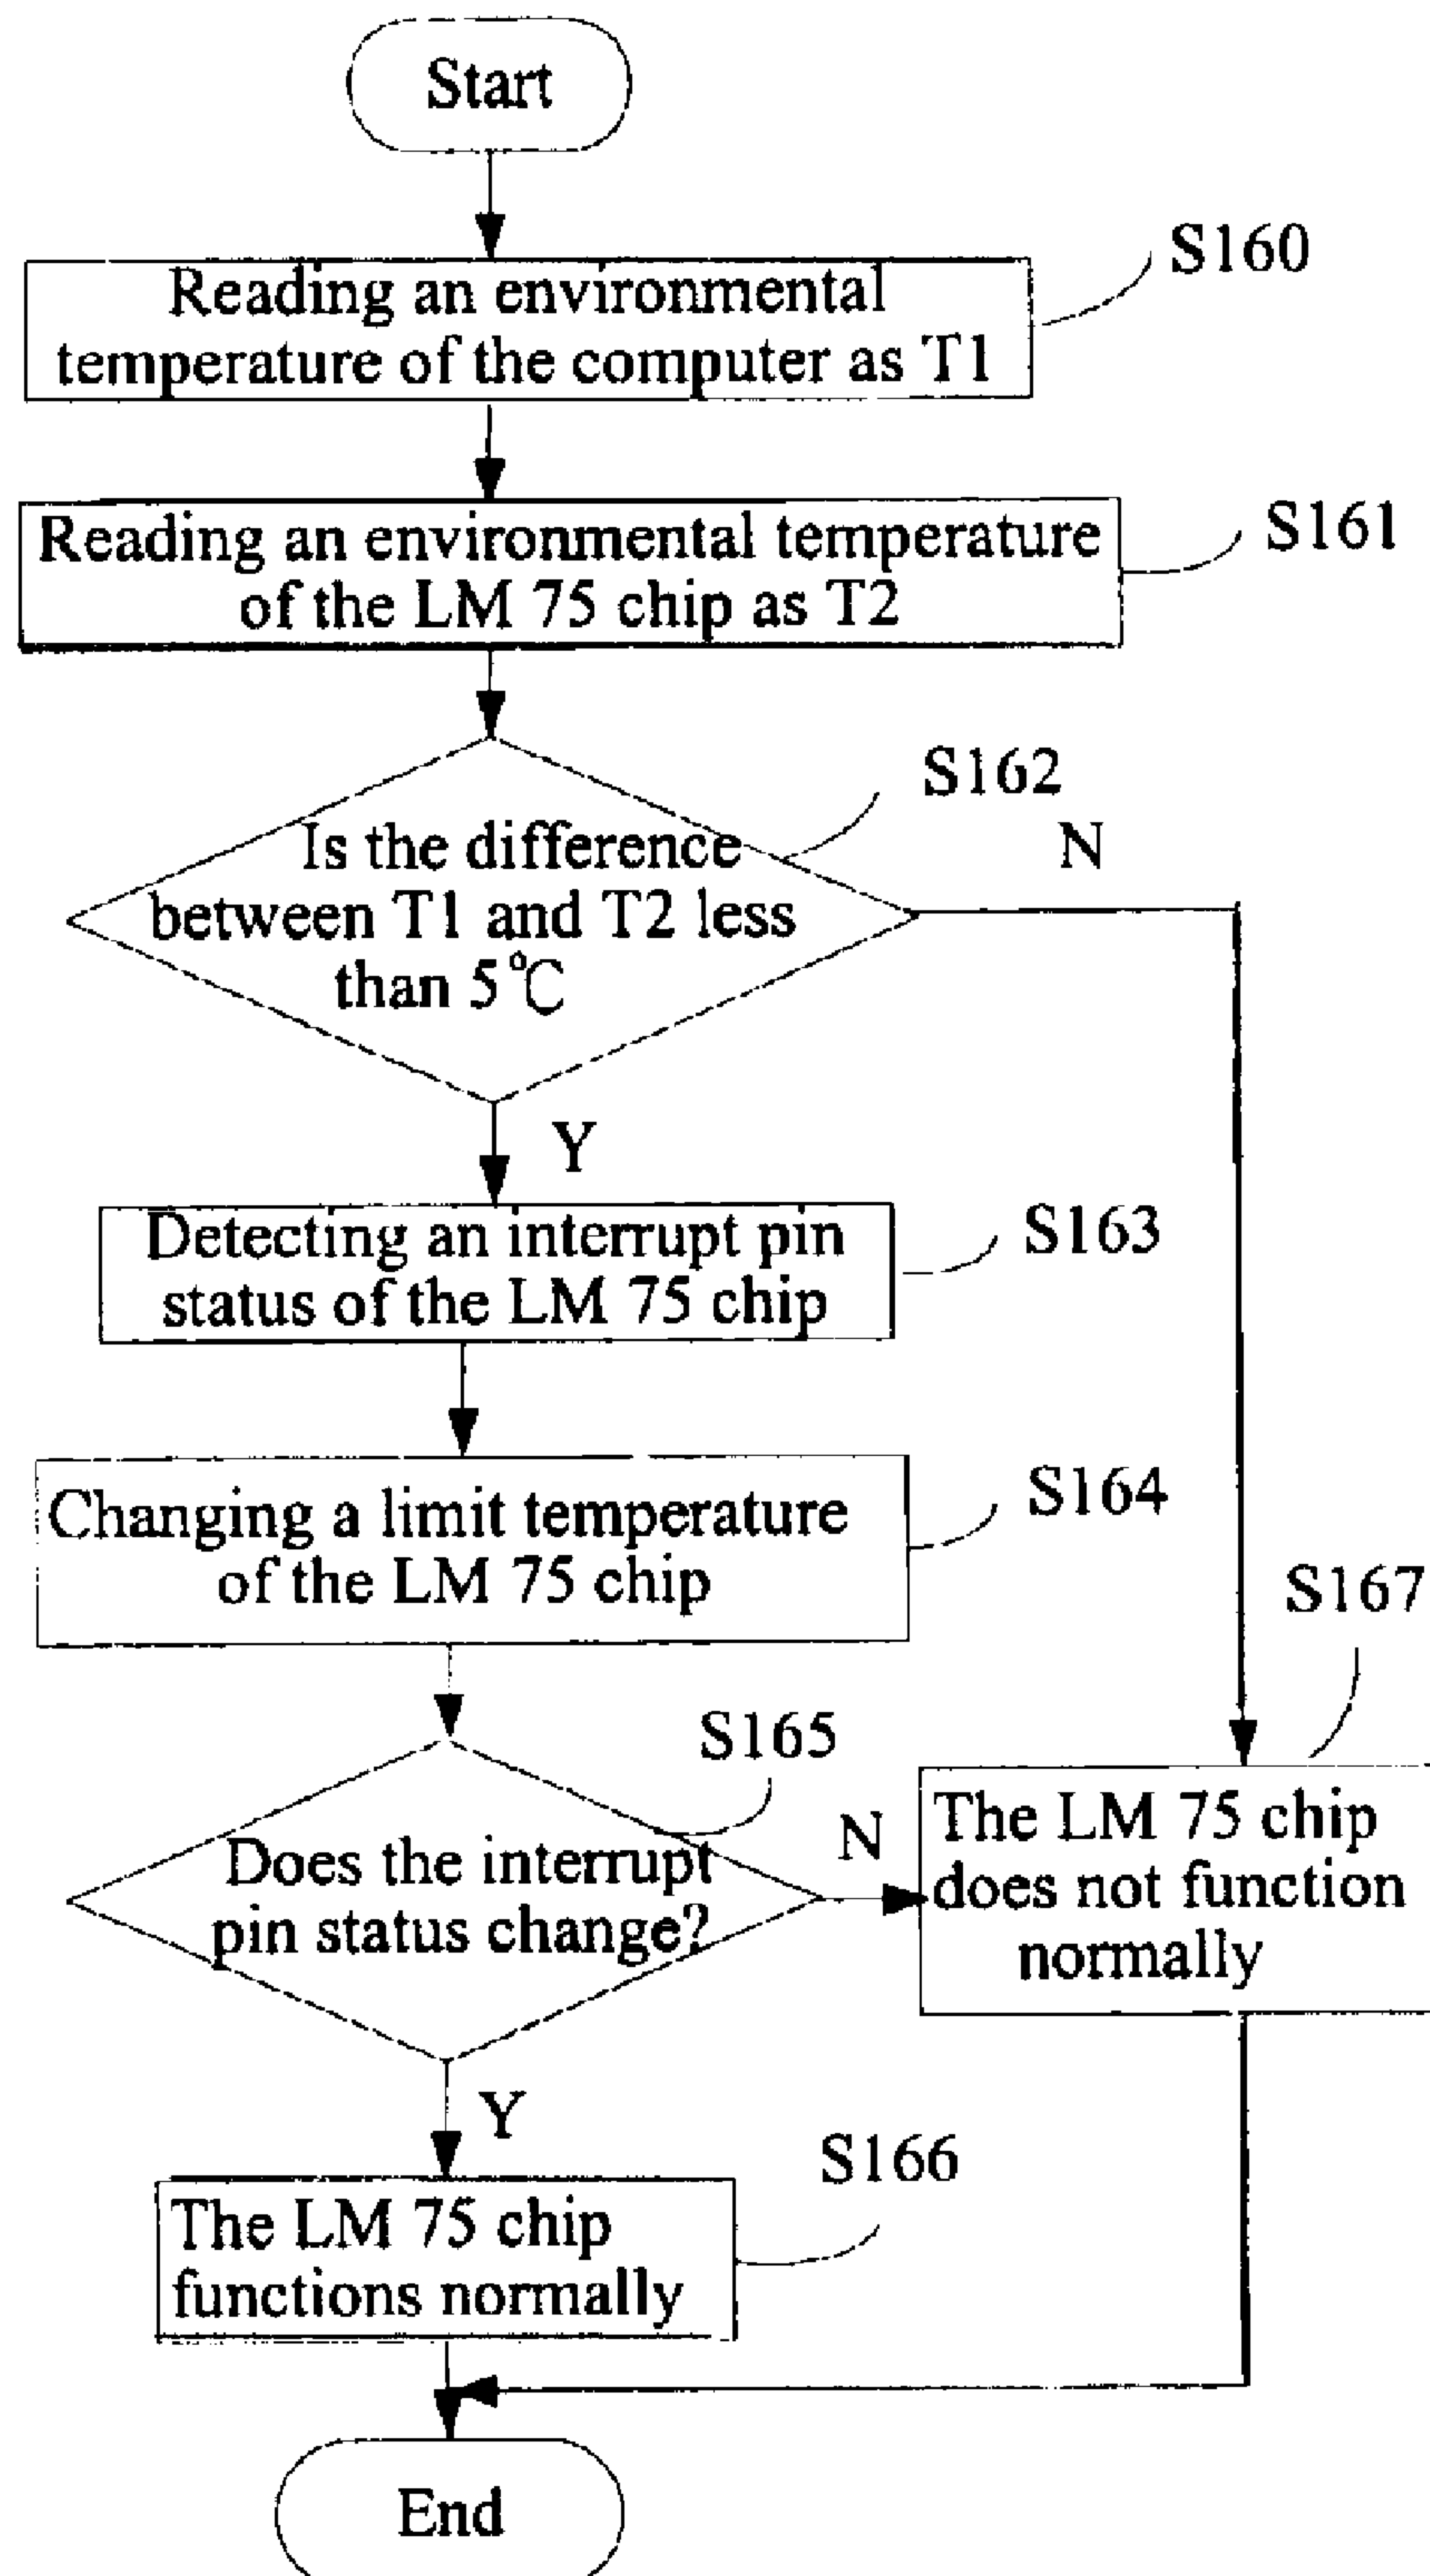 Start
S160
Reading an environmental
temperature of the computer as T1
S161
Reading an environmental temperature
of the LM 75 chip as T2
S162
N
Is the difference
between T1 and T2 less
than 5℃
Y
S163
Detecting an interrupt pin
status of the LM 75 chip
S164
Changing a limit temperature
of the LM 75 chip
S167
S165
N
Does the interrupt
pin status change?
The LM 75 chip
does not function
normally
Y
S166
The LM 75 chip
functions normally
End